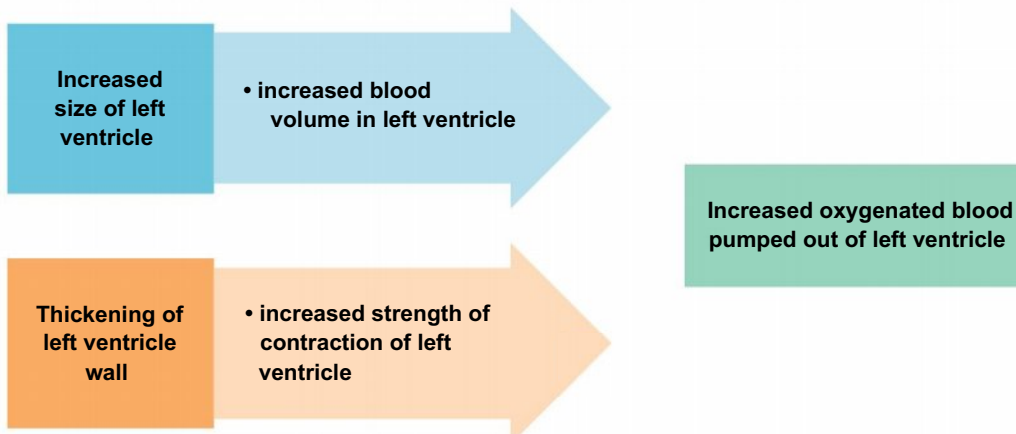 Increased
size of left
ventricle
• increased blood
volume in left ventricle
Increased oxygenated blood
pumped out of left ventricle
Thickening of
left ventricle
wall
• increased strength of
contraction of left
ventricle